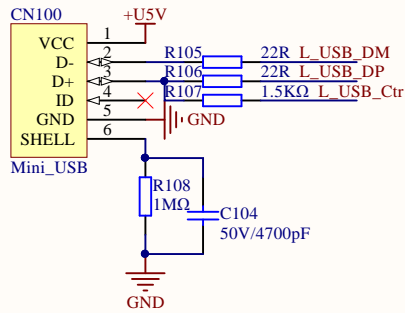 CN100
+U5V
VCC 1
D- 2 R105 22R L_USB_DM
D+ 3 R106 22R L_USB_DP
ID 4 R107 1.5KΩ L_USB_Ctr
GND 5 GND
SHELL 6
Mini_USB
R108
1MΩ
C104
50V/4700pF
GND